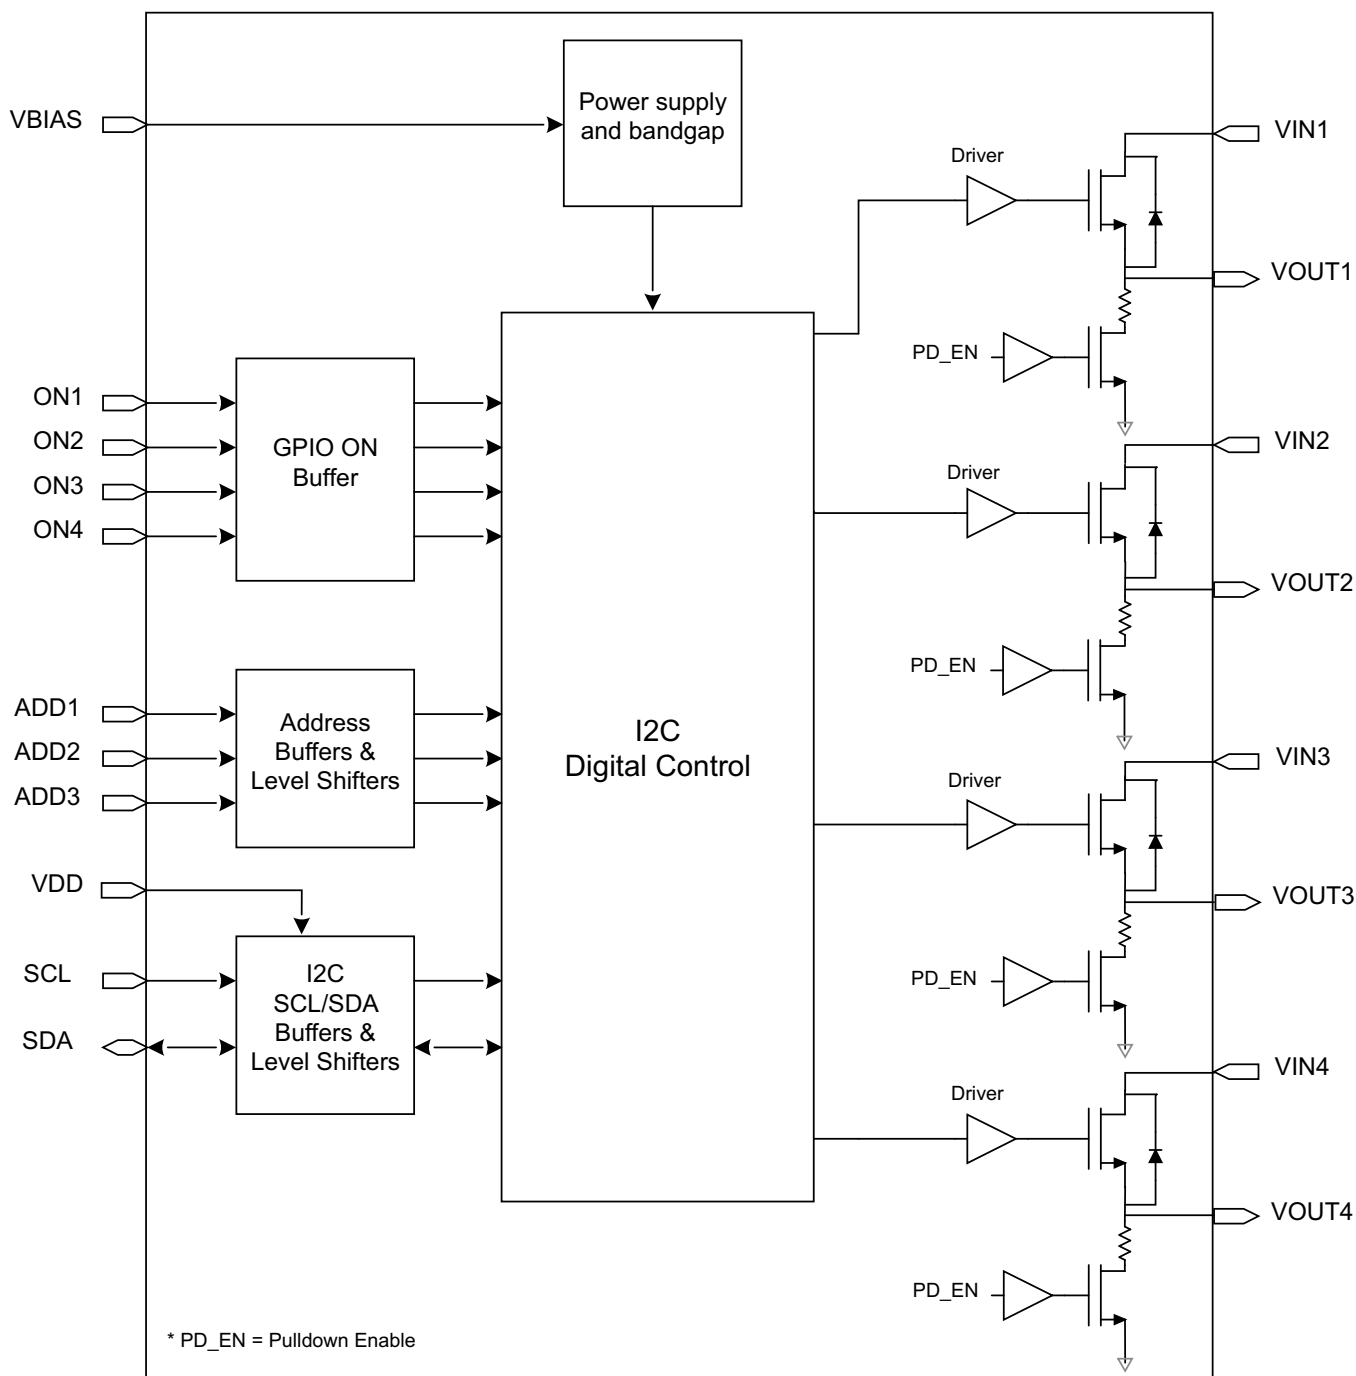 VBIAS
Power supply
and bandgap
Driver
VIN1
VOUT1
PD_EN
ON1
ON2
ON3
ON4
GPIO ON
Buffer
Driver
VIN2
VOUT2
PD_EN
ADD1
ADD2
ADD3
Address
Buffers &
Level Shifters
I2C
Digital Control
Driver
VIN3
VOUT3
PD_EN
VDD
SCL
SDA
I2C
SCL/SDA
Buffers &
Level Shifters
Driver
VIN4
VOUT4
PD_EN
* PD_EN = Pulldown Enable